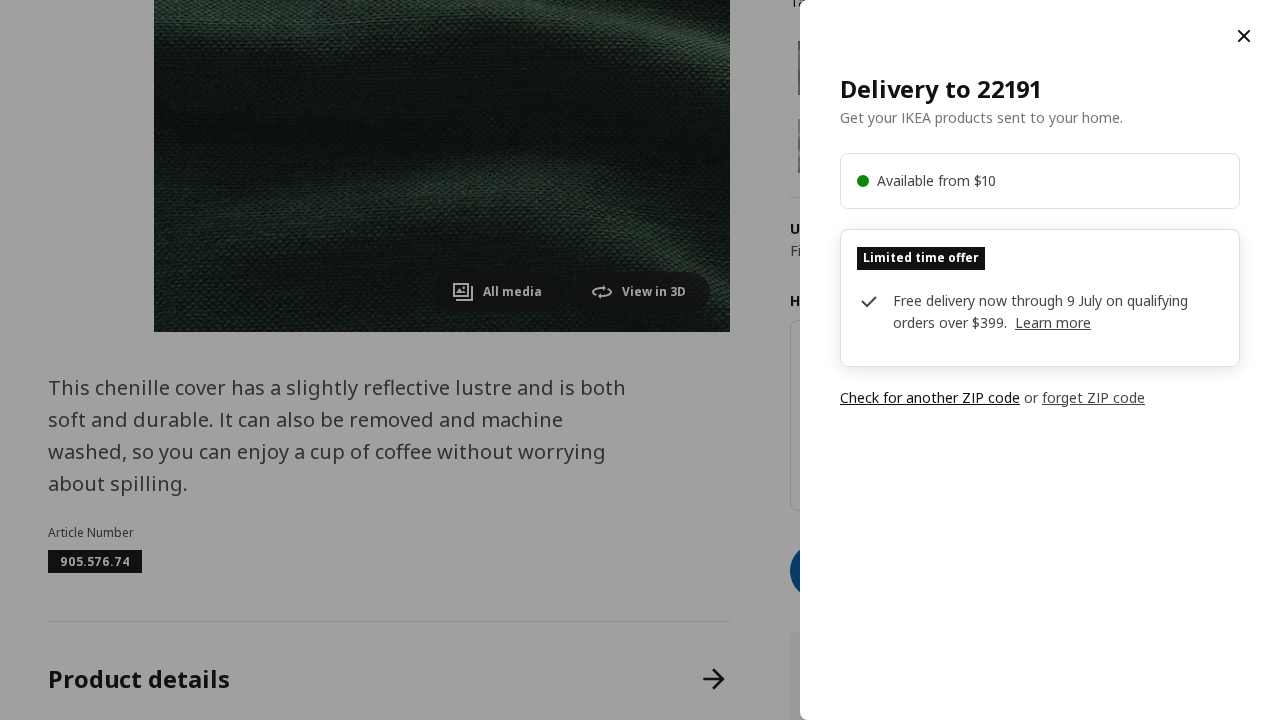 All media
View in 3D
This chenille cover has a slightly reflective lustre and is both
soft and durable. It can also be removed and machine
washed, so you can enjoy a cup of coffee without worrying
about spilling.
Article Number
905.576.74
Product details
Delivery to 22191
Get your IKEA products sent to your home.
Available from $10
Limited time offer
Free delivery now through 9 July on qualifying
orders over $399. Learn more
Check for another ZIP code or forget ZIP code